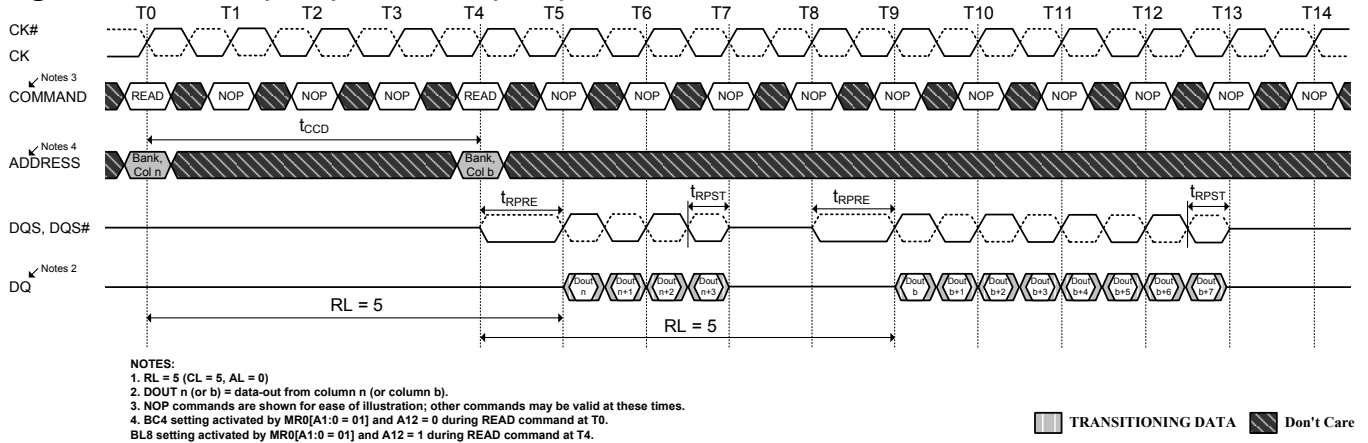 T0 T1 T2 T3 T4 T5 T6 T7 T8 T9 T10 T11 T12 T13 T14
CK#
CK
Notes 3
COMMAND READ NOP NOP NOP READ NOP NOP NOP NOP NOP NOP NOP NOP NOP NOP
tCCD
Notes 4
ADDRESS Bank, Col n Bank, Col b
tRPRE tRPST tRPRE tRPST
DQS, DQS#
Notes 2
DQ Dout n Dout n+1 Dout n+2 Dout n+3 Dout b Dout b+1 Dout b+2 Dout b+3 Dout b+4 Dout b+5 Dout b+6 Dout b+7
RL = 5
RL = 5
NOTES:
1. RL = 5 (CL = 5, AL = 0)
2. DOUT n (or b) = data-out from column n (or column b).
3. NOP commands are shown for ease of illustration; other commands may be valid at these times.
4. BC4 setting activated by MR0[A1:0 = 01] and A12 = 0 during READ command at T0.
BL8 setting activated by MR0[A1:0 = 01] and A12 = 1 during READ command at T4.
TRANSITIONING DATA Don't Care